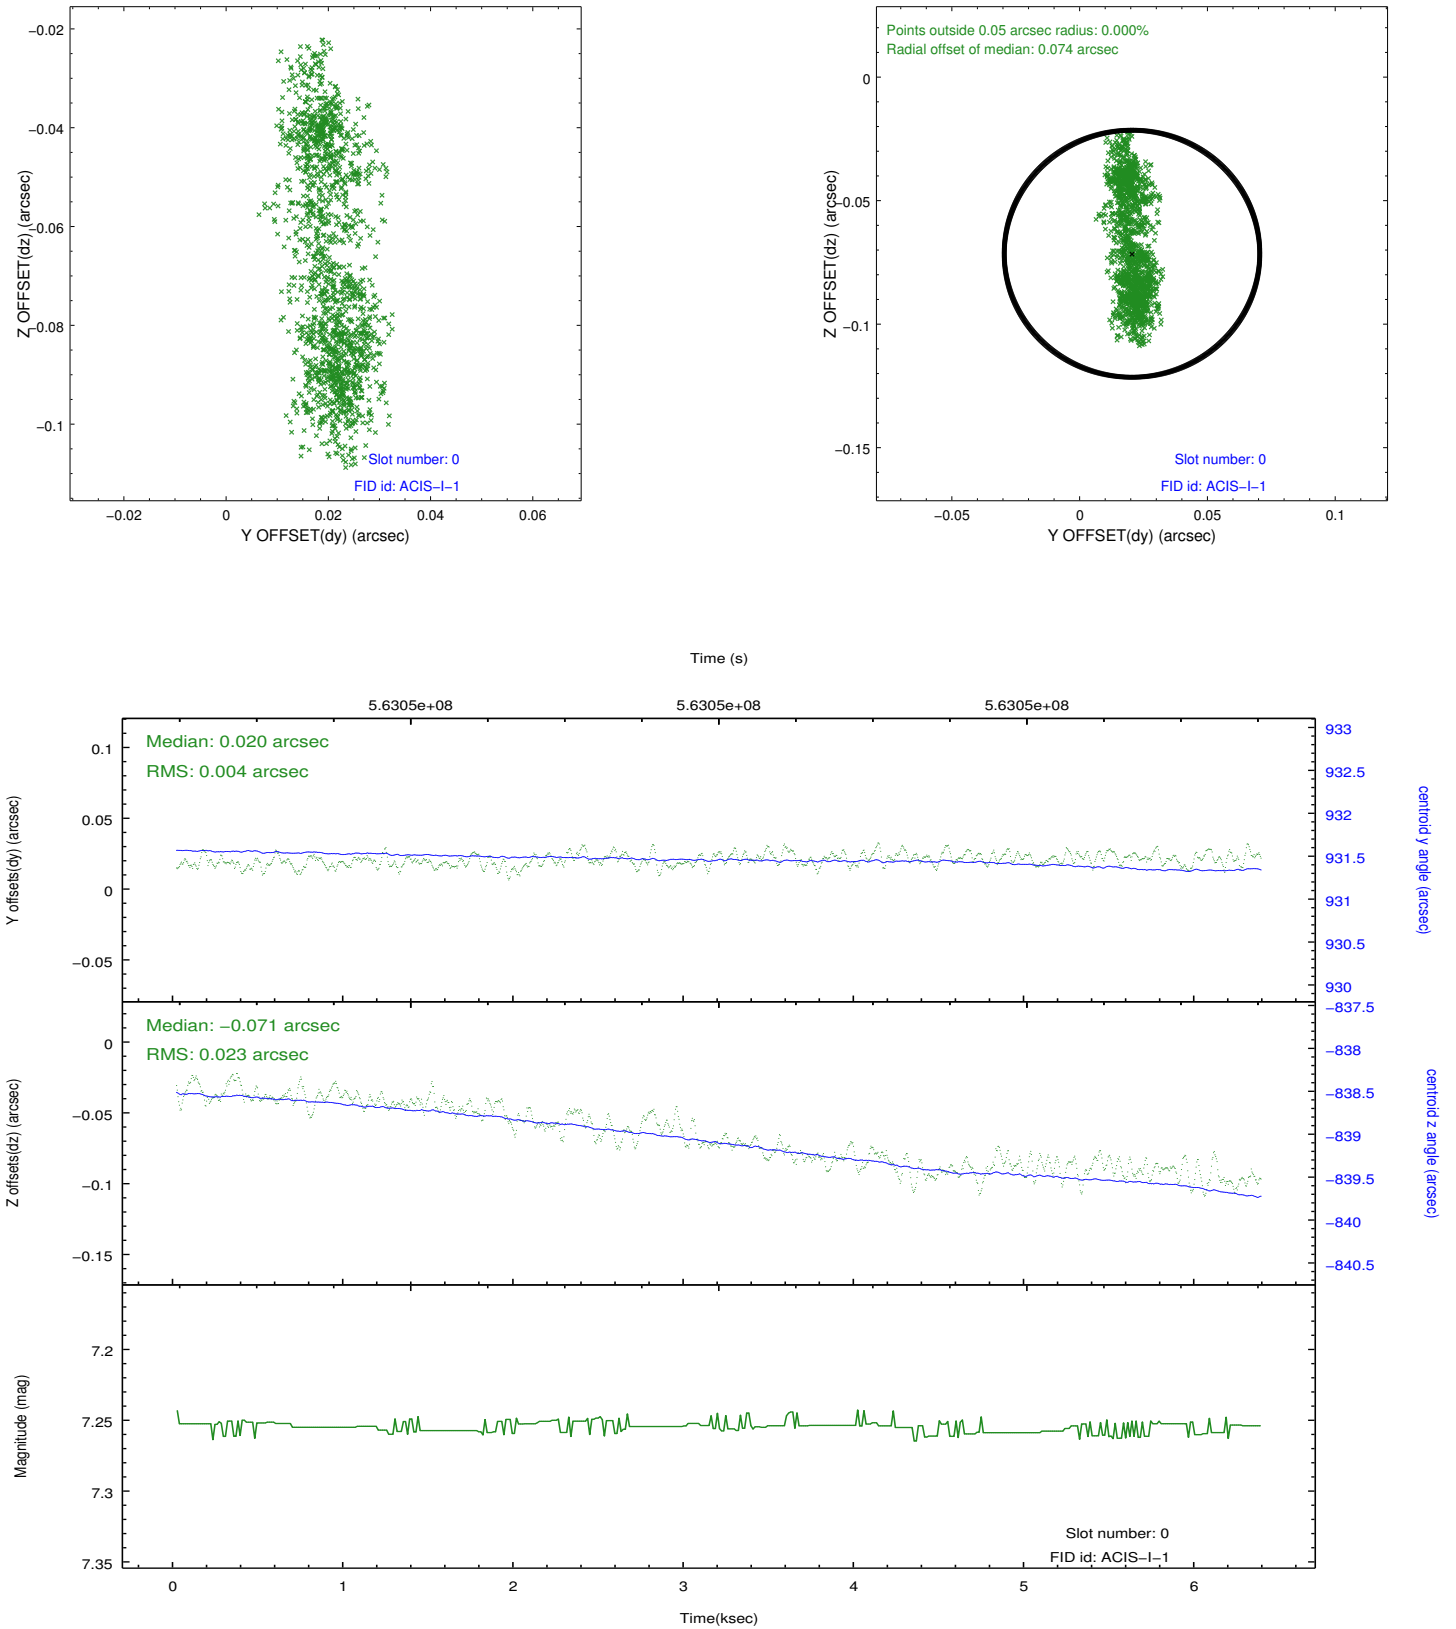 −0.02
−0.04
−0.06
−0.08
−0.1
Z OFFSET(dz) (arcsec)
Slot number: 0
FID id: ACIS−I−1
−0.02 0 0.02 0.04 0.06
Y OFFSET(dy) (arcsec)
Points outside 0.05 arcsec radius: 0.000%
Radial offset of median: 0.074 arcsec
0
−0.05
−0.1
−0.15
Z OFFSET(dz) (arcsec)
Slot number: 0
FID id: ACIS−I−1
−0.05 0 0.05 0.1
Y OFFSET(dy) (arcsec)
Time (s)
5.6305e+08 5.6305e+08 5.6305e+08
Median: 0.020 arcsec
RMS: 0.004 arcsec
0.1
0.05
0
−0.05
Y offsets(dy) (arcsec)
933
932.5
932
931.5
931
930.5
930
centroid y angle (arcsec)
Median: −0.071 arcsec
RMS: 0.023 arcsec
0
−0.05
−0.1
−0.15
Z offsets(dz) (arcsec)
−837.5
−838
−838.5
−839
−839.5
−840
−840.5
centroid z angle (arcsec)
7.2
7.25
7.3
7.35
Magnitude (mag)
Slot number: 0
FID id: ACIS−I−1
0 1 2 3 4 5 6
Time(ksec)